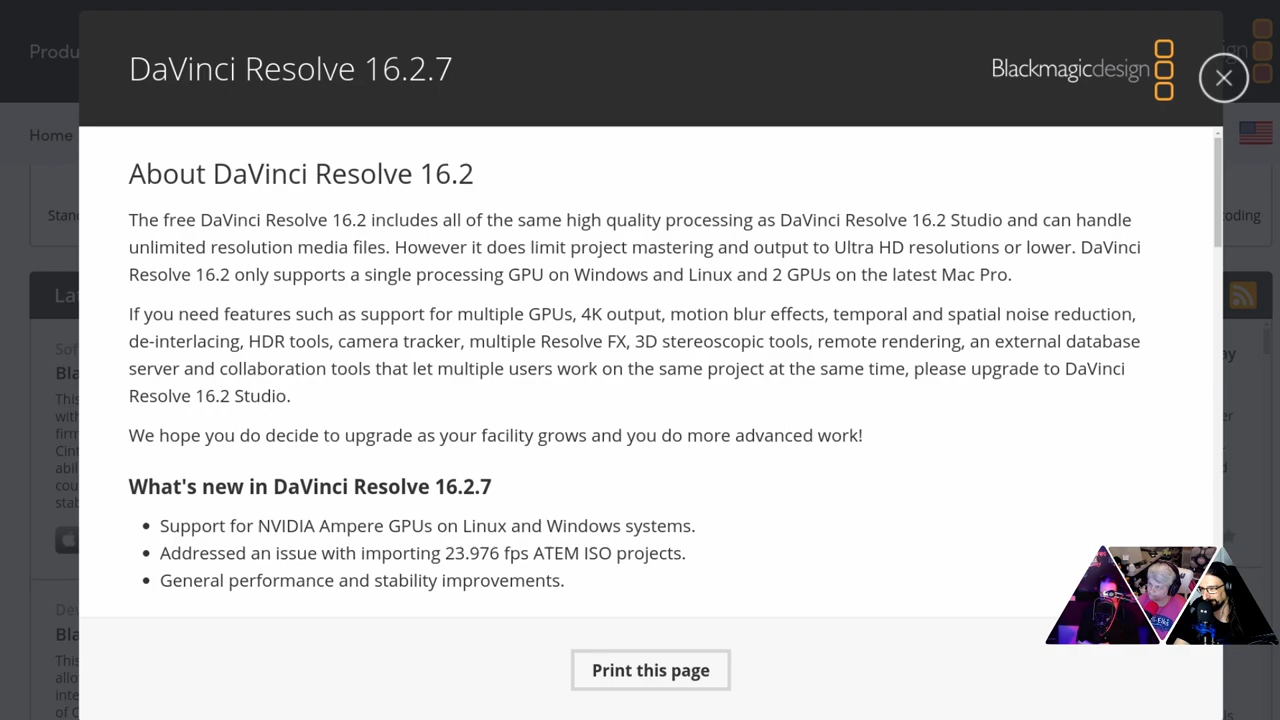 Produ
DaVinci Resolve 16.2.7
Blackmagicdesign
Home
About DaVinci Resolve 16.2
The free DaVinci Resolve 16.2 includes all of the same high quality processing as DaVinci Resolve 16.2 Studio and can handle
unlimited resolution media files. However it does limit project mastering and output to Ultra HD resolutions or lower. DaVinci
Resolve 16.2 only supports a single processing GPU on Windows and Linux and 2 GPUs on the latest Mac Pro.
If you need features such as support for multiple GPUs, 4K output, motion blur effects, temporal and spatial noise reduction,
de-interlacing, HDR tools, camera tracker, multiple Resolve FX, 3D stereoscopic tools, remote rendering, an external database
server and collaboration tools that let multiple users work on the same project at the same time, please upgrade to DaVinci
Resolve 16.2 Studio.
We hope you do decide to upgrade as your facility grows and you do more advanced work!
What's new in DaVinci Resolve 16.2.7
• Support for NVIDIA Ampere GPUs on Linux and Windows systems.
• Addressed an issue with importing 23.976 fps ATEM ISO projects.
• General performance and stability improvements.
Print this page